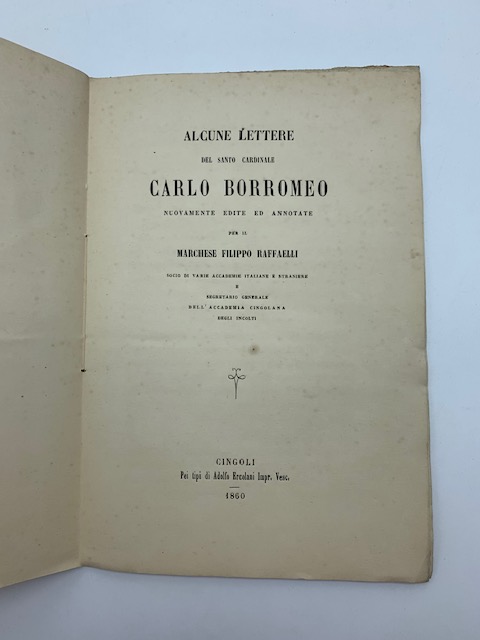 ALCUNE LETTERE
DEL SANTO CARDINALE
CARLO BORROMEO
NUOVAMENTE EDITE ED ANNOTATE
PER IL
MARCHESE FILIPPO RAFFAELLI
SOCIO DI VARIE ACCADEMIE ITALIANE E STRANIERE
E
SEGRETARIO GENERALE
DELL'ACCADEMIA CINGOLANA
DEGLI INCOLTI
CINGOLI
Pei tipi di Adolfo Ercolani Impr. Vesc.
1860